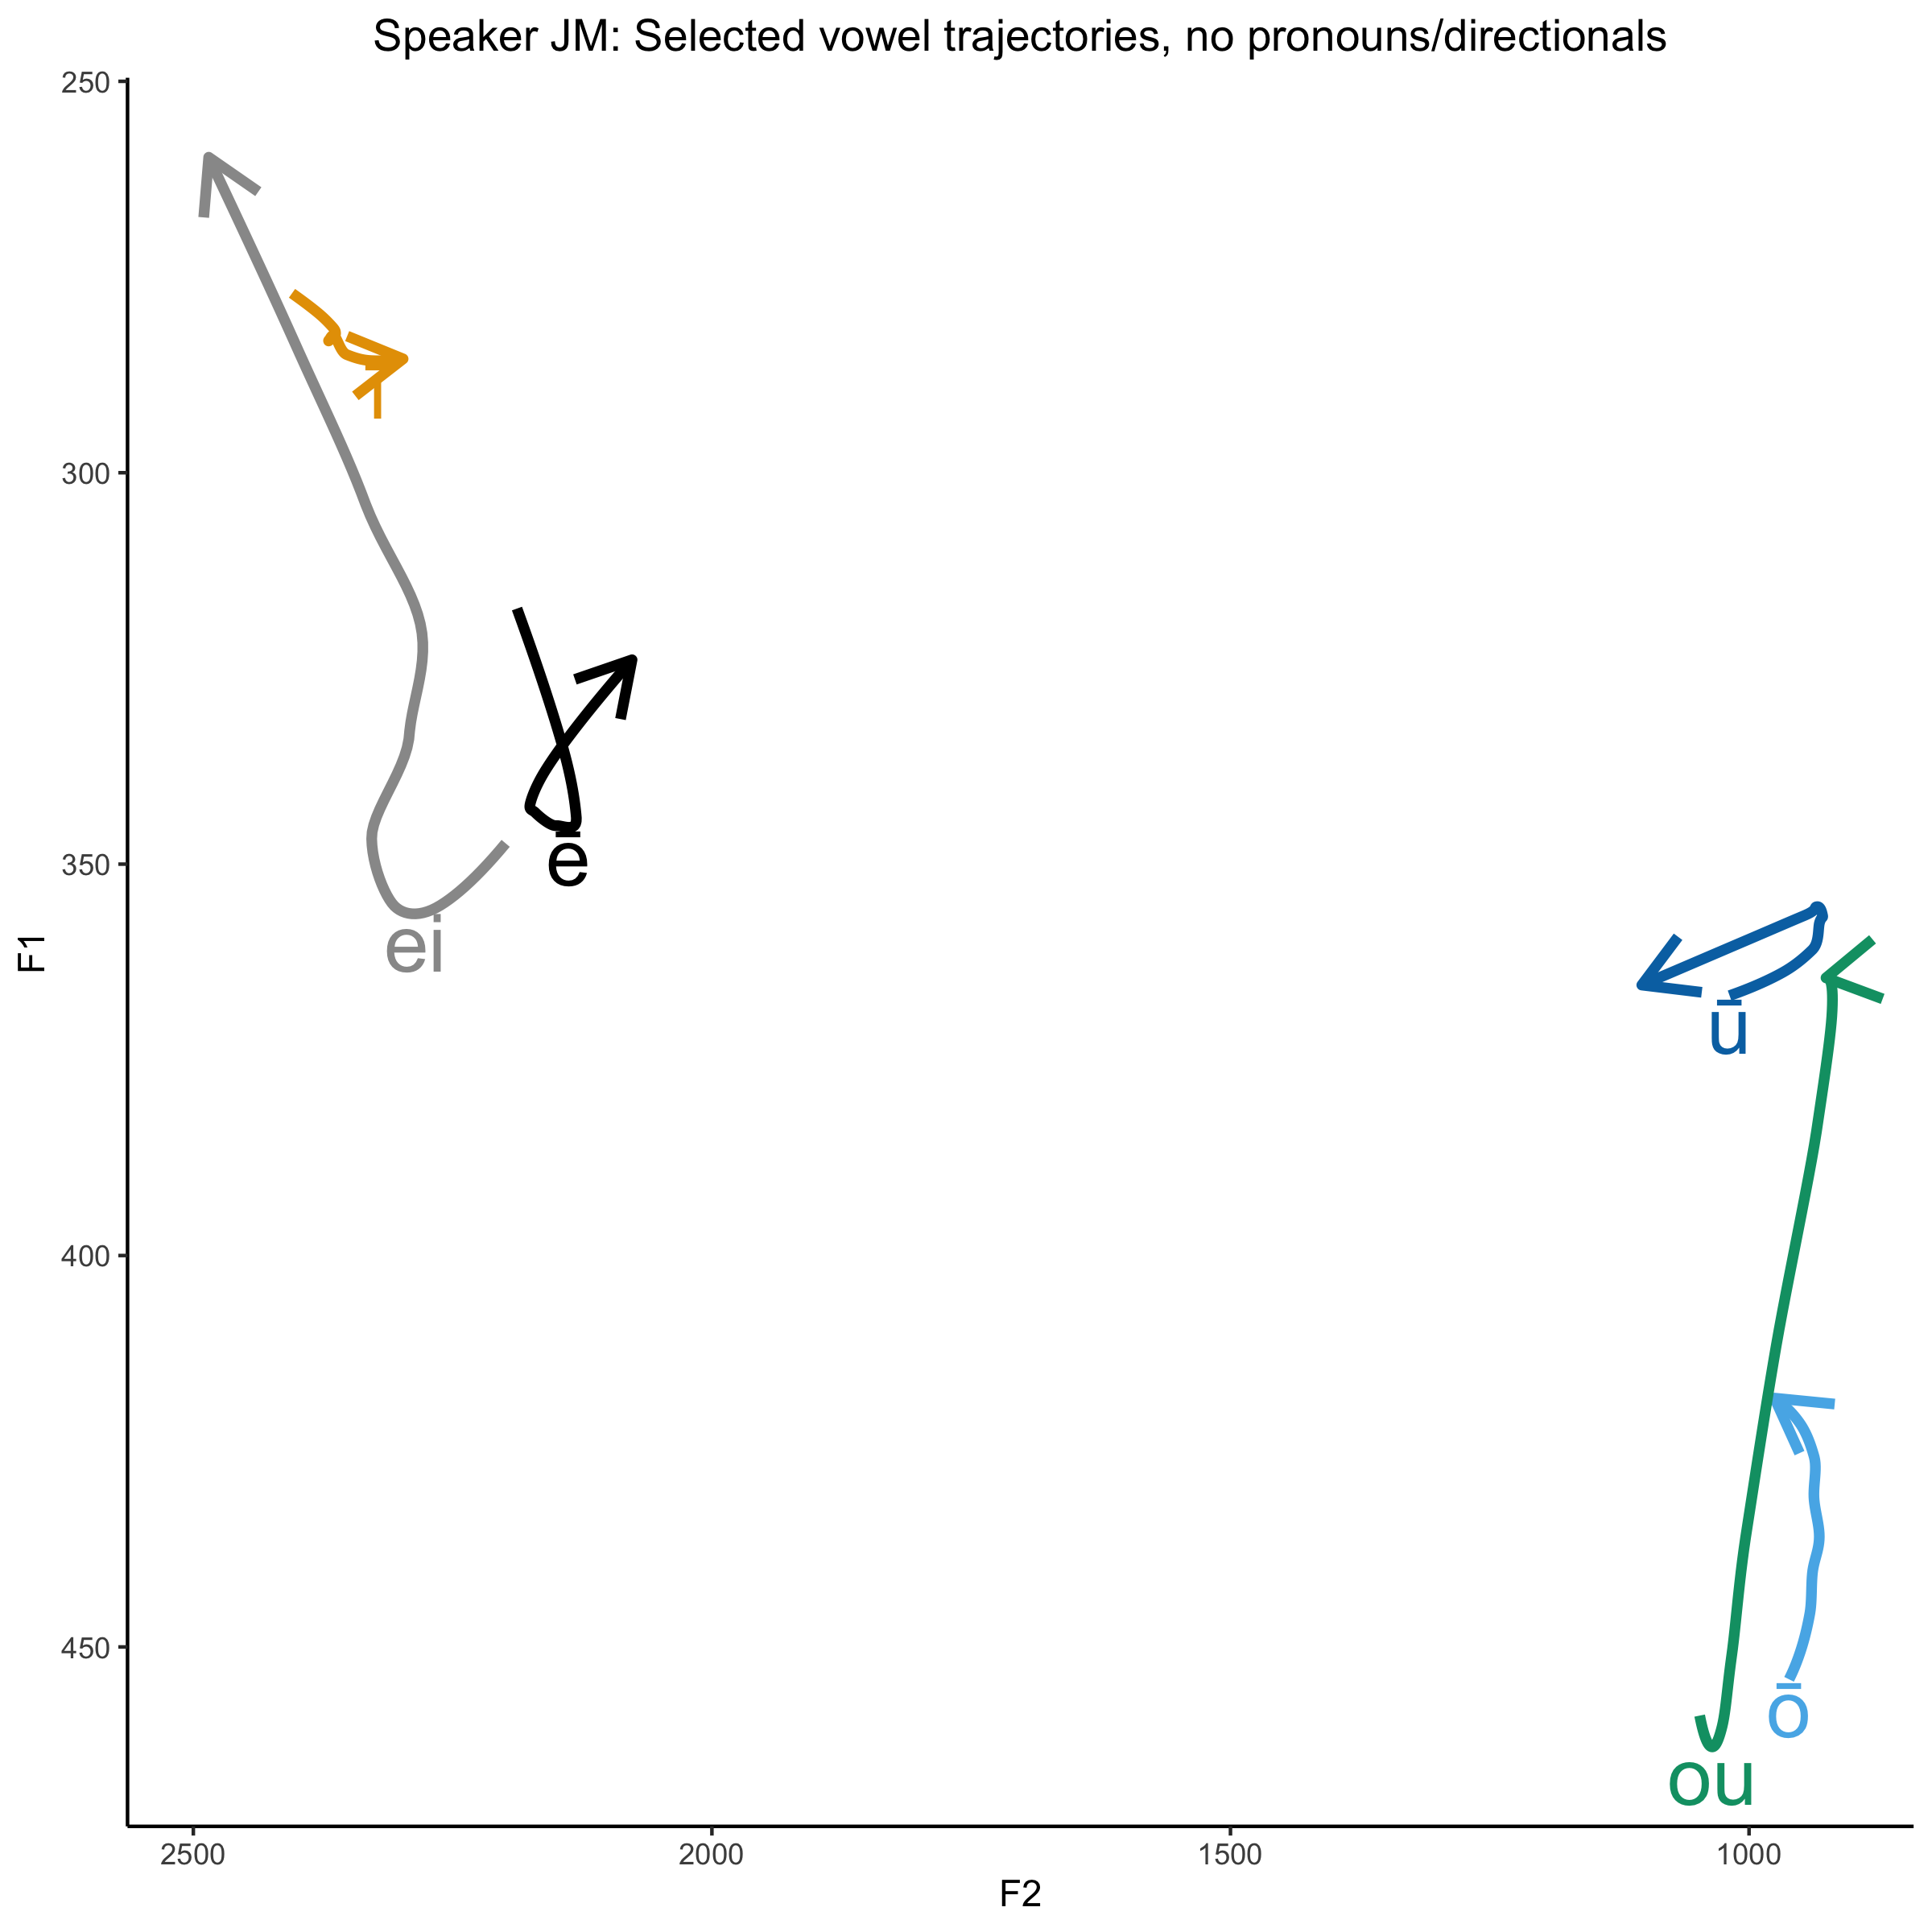 Speaker JM: Selected vowel trajectories, no pronouns/directionals
250
300
350
400
450
F1
ī
ē
ei
ū
ō
ou
2500 2000 1500 1000
F2